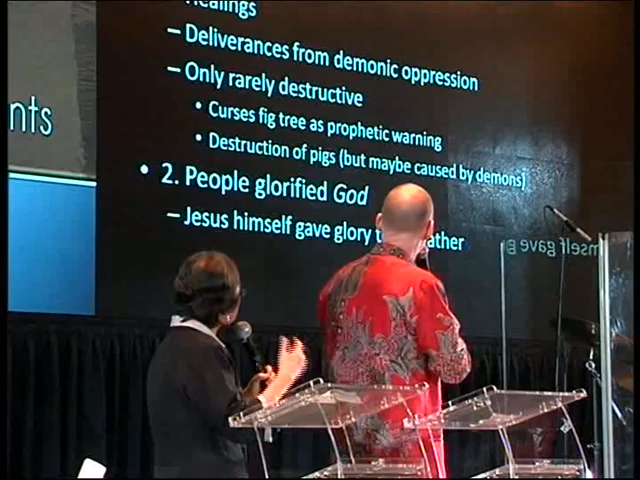 Healings
– Deliverances from demonic oppression
– Only rarely destructive
• Curses fig tree as prophetic warning
• Destruction of pigs (but maybe caused by demons)
• 2. People glorified God
– Jesus himself gave glory